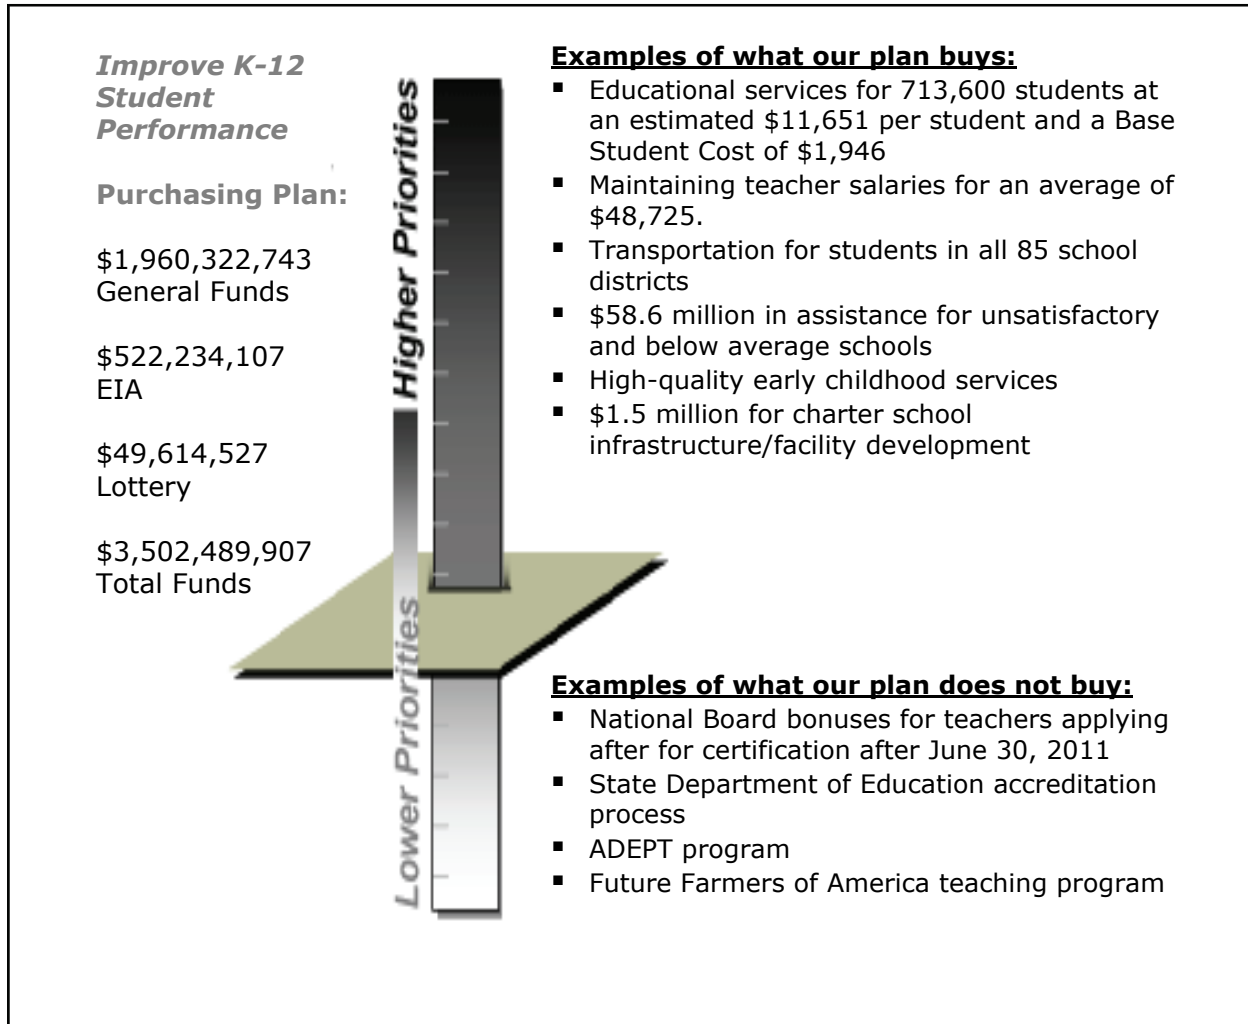 Improve K-12
Student
Performance
Purchasing Plan:
$1,960,322,743
General Funds
$522,234,107
EIA
$49,614,527
Lottery
$3,502,489,907
Total Funds
Higher Priorities
Lower Priorities
Examples of what our plan buys:
▪ Educational services for 713,600 students at
an estimated $11,651 per student and a Base
Student Cost of $1,946
▪ Maintaining teacher salaries for an average of
$48,725.
▪ Transportation for students in all 85 school
districts
▪ $58.6 million in assistance for unsatisfactory
and below average schools
▪ High-quality early childhood services
▪ $1.5 million for charter school
infrastructure/facility development
Examples of what our plan does not buy:
▪ National Board bonuses for teachers applying
after for certification after June 30, 2011
▪ State Department of Education accreditation
process
▪ ADEPT program
▪ Future Farmers of America teaching program